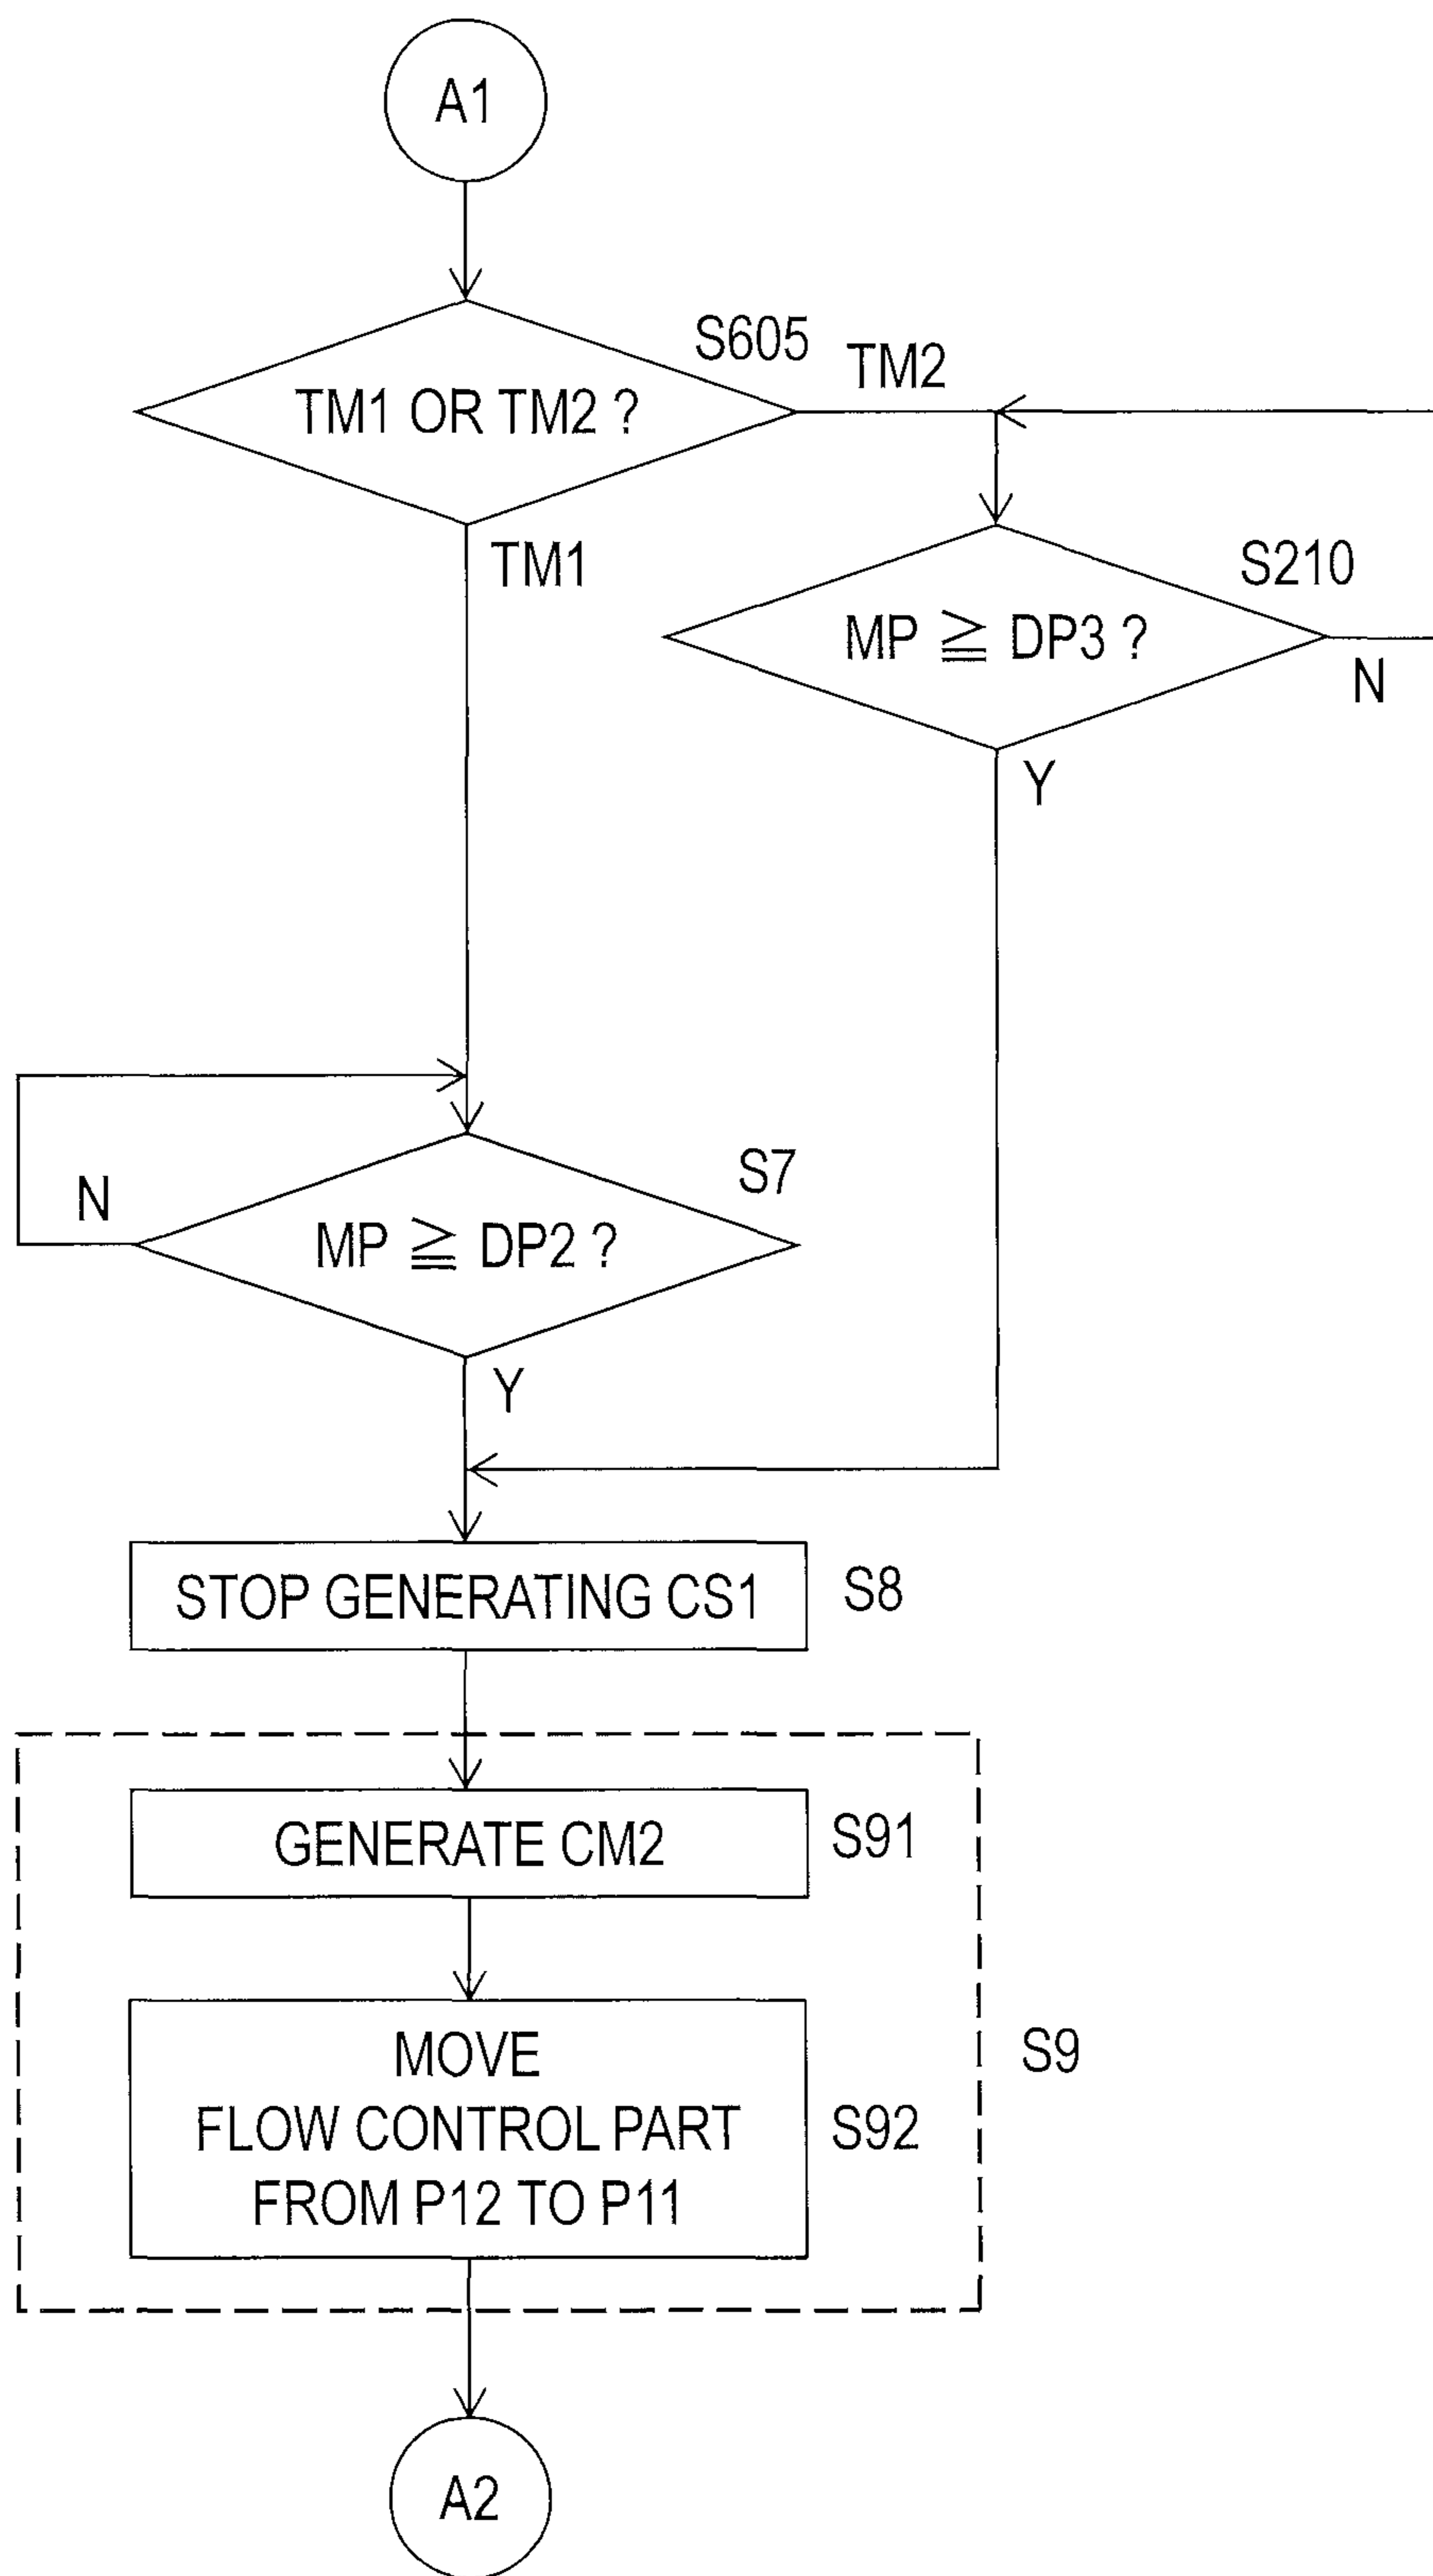 A1
S605
TM2
TM1 OR TM2 ?
TM1
S210
MP ≧ DP3 ?
N
Y
S7
N
MP ≧ DP2 ?
Y
STOP GENERATING CS1
S8
GENERATE CM2
S91
MOVE
FLOW CONTROL PART
FROM P12 TO P11
S92
S9
A2